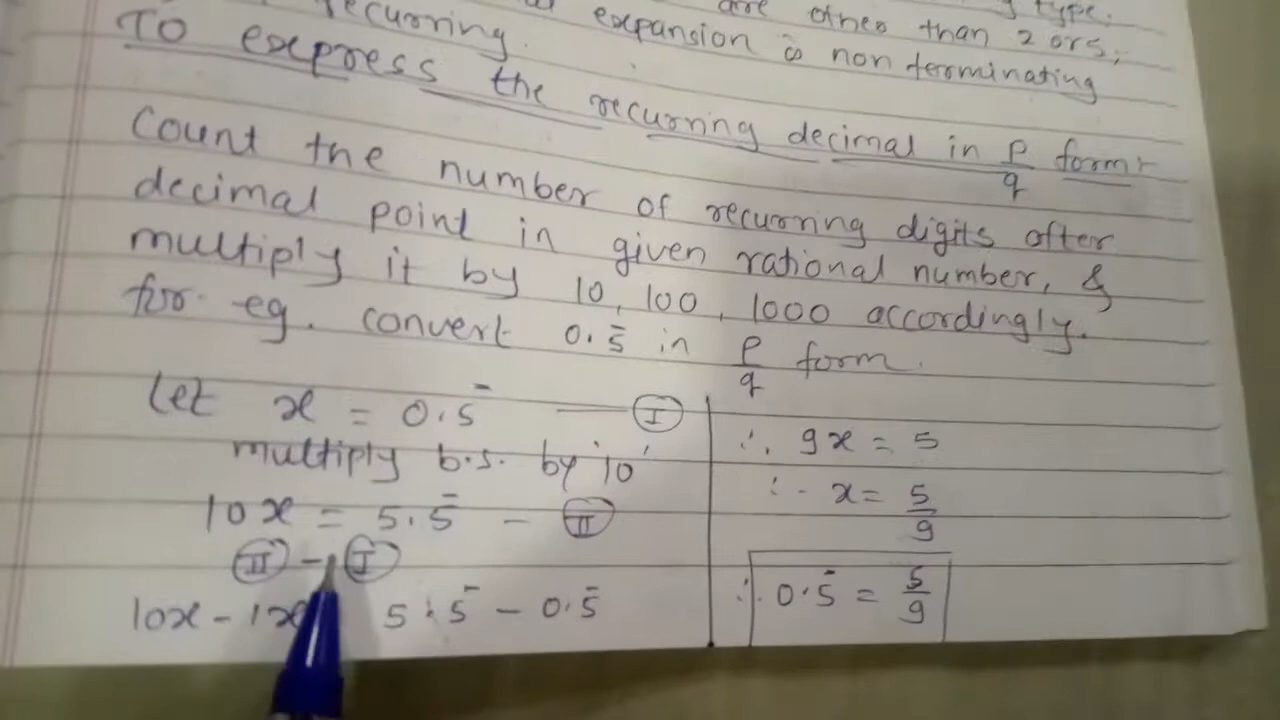 are other than 2 or 5,
recurring. expansion is non terminating
To express the recurring decimal in p/q form:-
Count the number of recurring digits after
decimal point in given rational number, &
multiply it by 10, 100, 1000 accordingly.
for eg. convert 0.5̄ in p/q form.
Let x = 0.5̄ — (I)
multiply b.s. by '10'
10x = 5.5̄ - (II)
(II) - (I)
10x - 1x 5.5̄ - 0.5̄
∴ 9x = 5
∴ x = 5/9
∴ 0.5̄ = 5/9